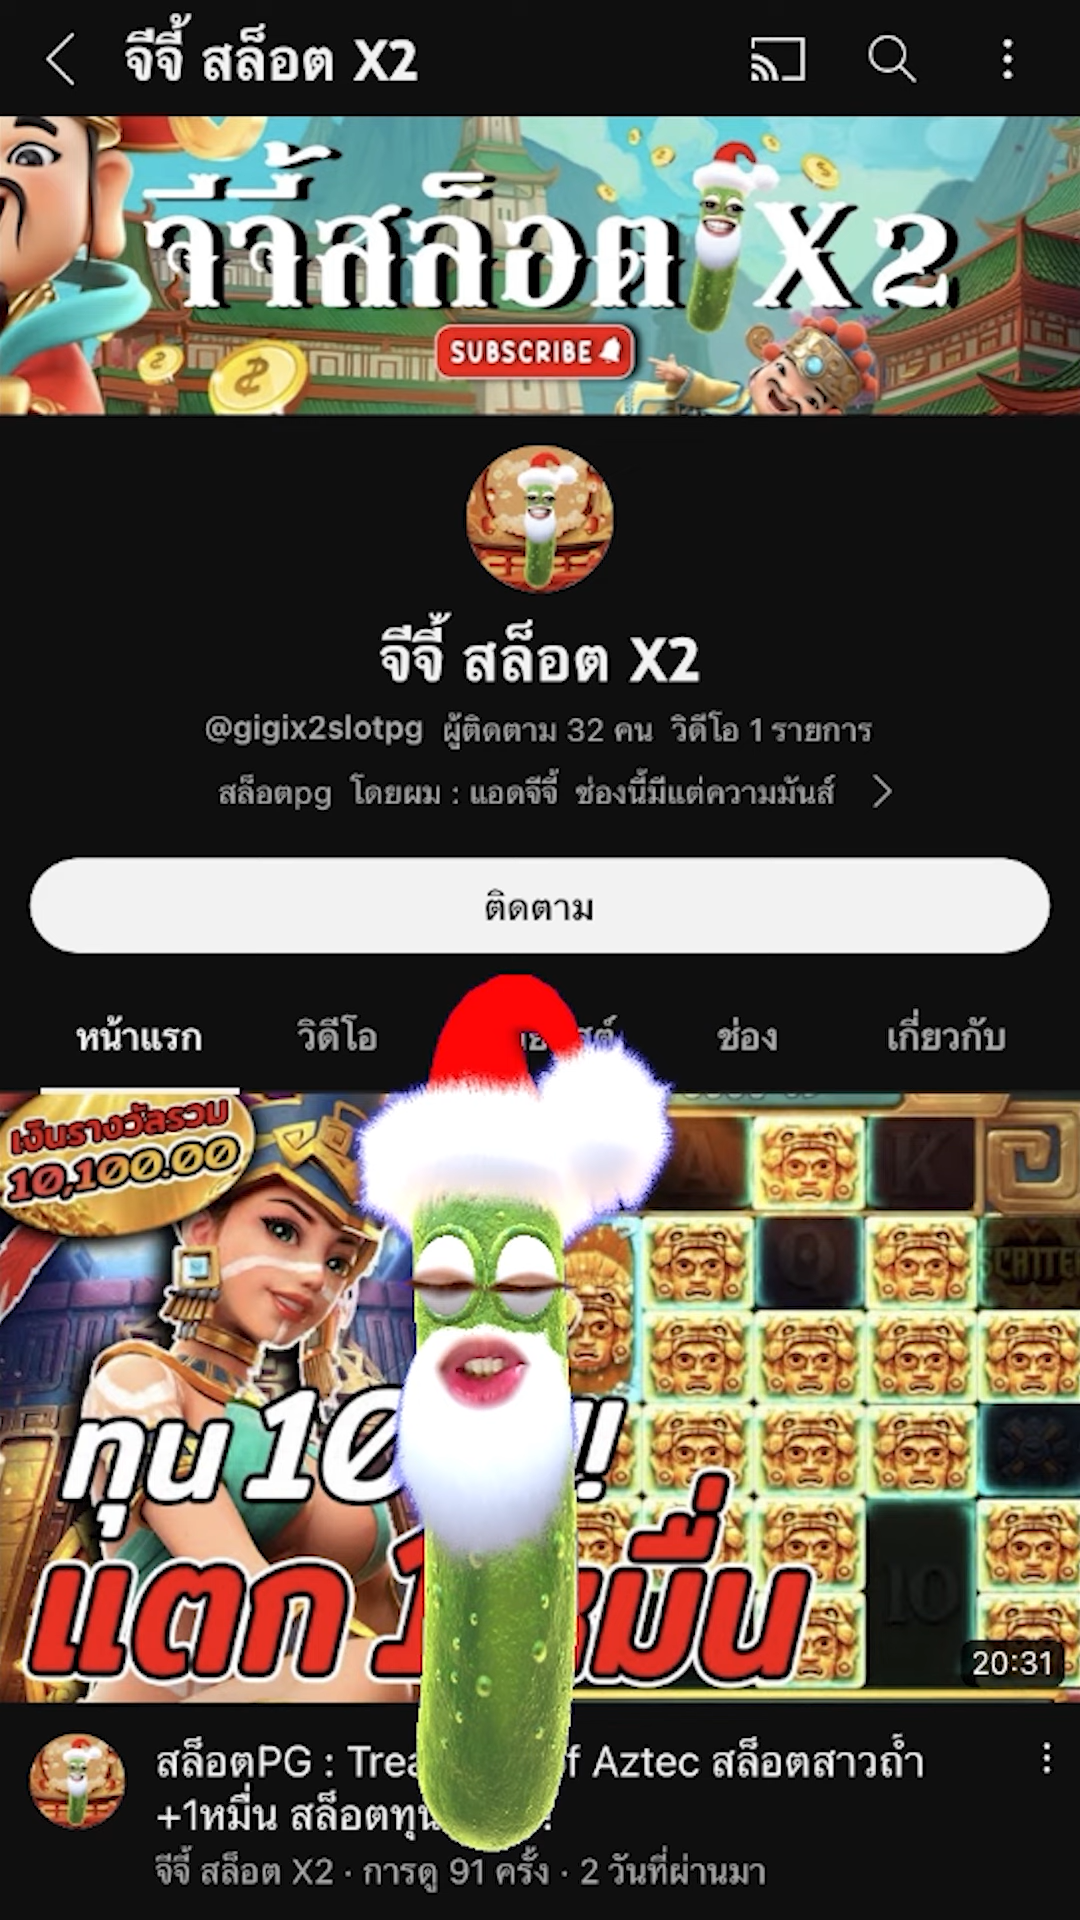 จีจี้ สล็อต X2
จีจี้สล็อต X2
SUBSCRIBE
จีจี้ สล็อต X2
@gigix2slotpg ผู้ติดตาม 32 คน วิดีโอ 1 รายการ
สล็อตpg โดยผม : แอดจีจี้ ช่องนี้มีแต่ความมันส์
ติดตาม
หน้าแรก วิดีโอ ช่อง เกี่ยวกับ
เงินรางวัลรวม
10,100.00
A K
Q SCATTE
ทุน 10 !!
แตก 1หมื่น
10
20:31
สล็อตPG : Aztec สล็อตสาวถ้ำ
+1หมื่น
จีจี้ สล็อต X2 · การดู 91 ครั้ง · 2 วันที่ผ่านมา